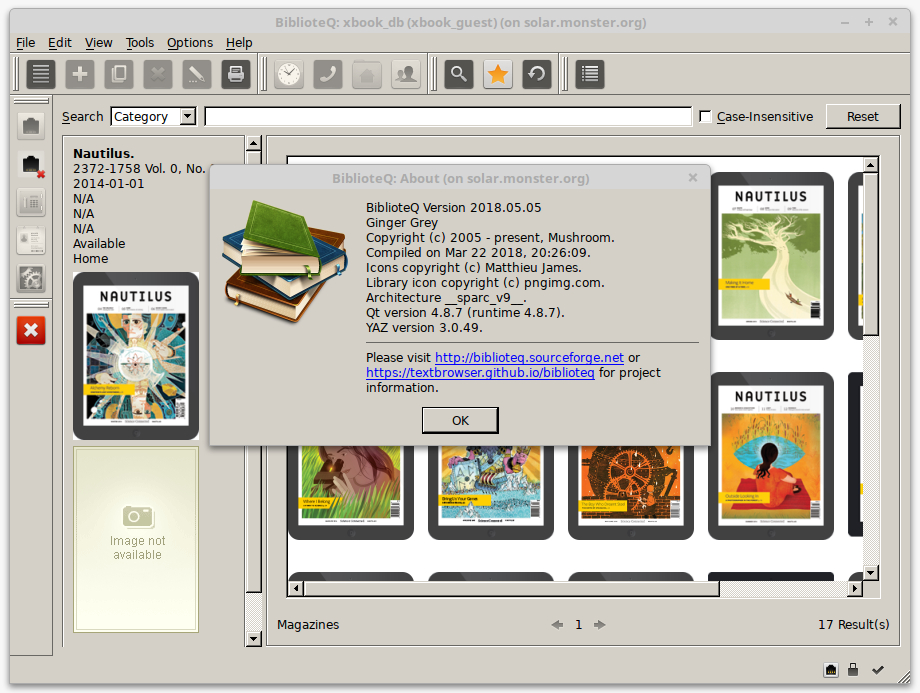 BiblioteQ: xbook_db (xbook_guest) (on solar.monster.org)
File Edit View Tools Options Help
Search Category Case-Insensitive Reset
Nautilus.
2372-1758 Vol. 0, No.
2014-01-01
N/A
N/A
N/A
Available
Home
NAUTILUS
Image not
available
BiblioteQ: About (on solar.monster.org)
BiblioteQ Version 2018.05.05
Ginger Grey
Copyright (c) 2005 - present, Mushroom.
Compiled on Mar 22 2018, 20:26:09.
Icons copyright (c) Matthieu James.
Library icon copyright (c) pngimg.com.
Architecture __sparc_v9__.
Qt version 4.8.7 (runtime 4.8.7).
YAZ version 3.0.49.
Please visit http://biblioteq.sourceforge.net or
https://textbrowser.github.io/biblioteq for project
information.
OK
NAUTILUS
NAUTILUS
Where I Belong
Outside Looking In
Magazines 1 17 Result(s)